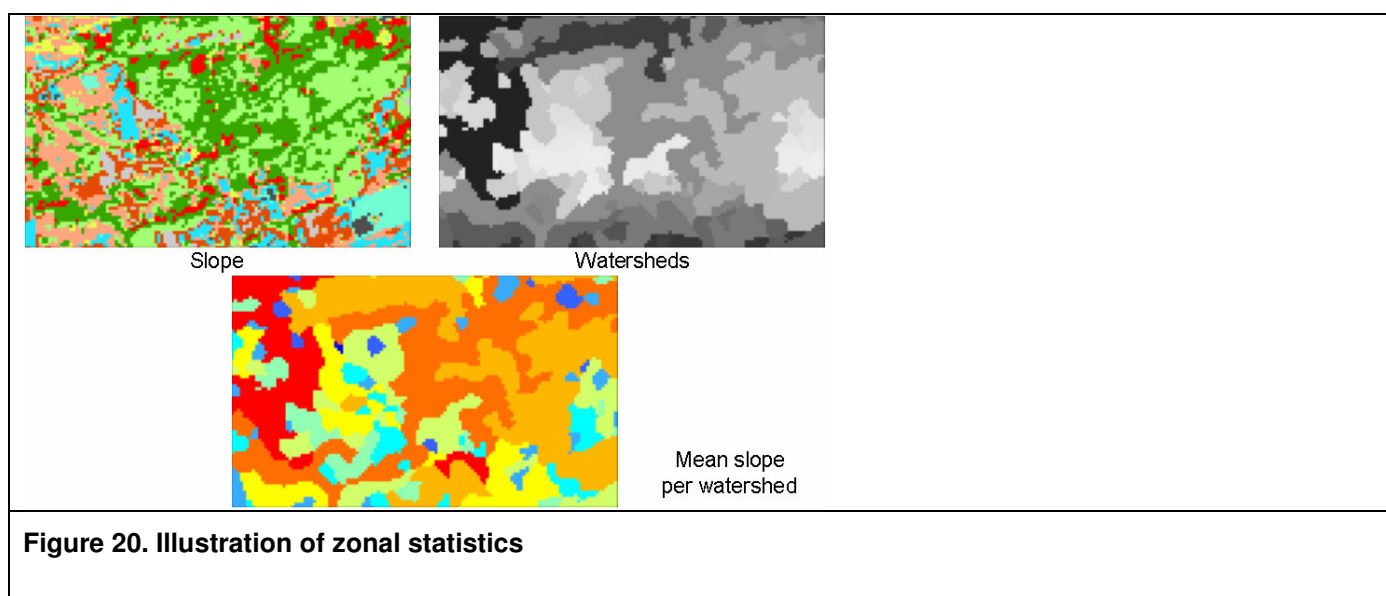 Slope
Watersheds
Mean slope
per watershed
Figure 20. Illustration of zonal statistics